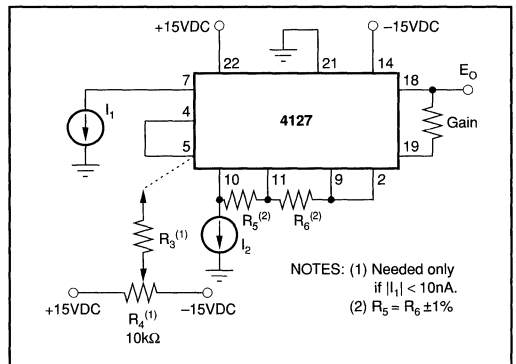 +15VDC
−15VDC
22
21
14
7
18
E_O
I_1
4
4127
Gain
5
19
10
11
9
2
R_5^(2)
R_6^(2)
R_3^(1)
I_2
NOTES: (1) Needed only
if |I_1| < 10nA.
(2) R_5 = R_6 ±1%
+15VDC
R_4^(1)
−15VDC
10kΩ